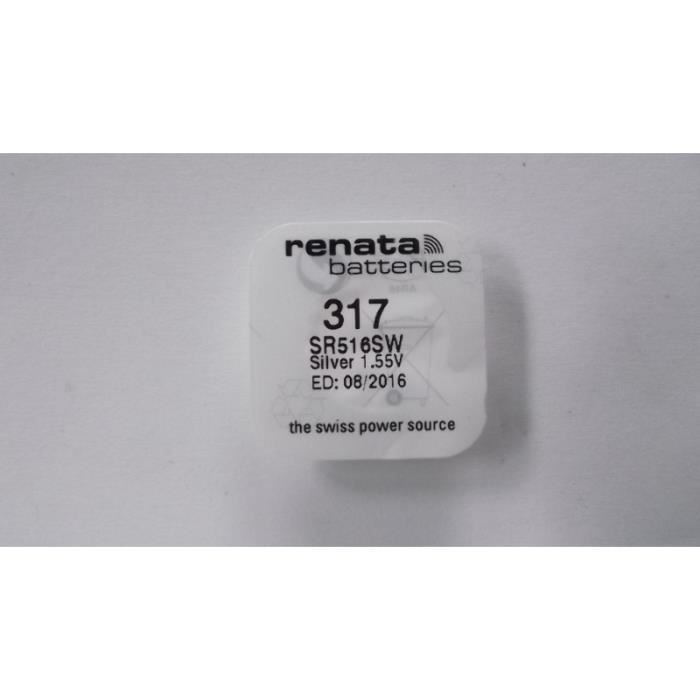 renata
batteries
317
SR516SW
Silver 1.55V
ED: 08/2016
the swiss power source